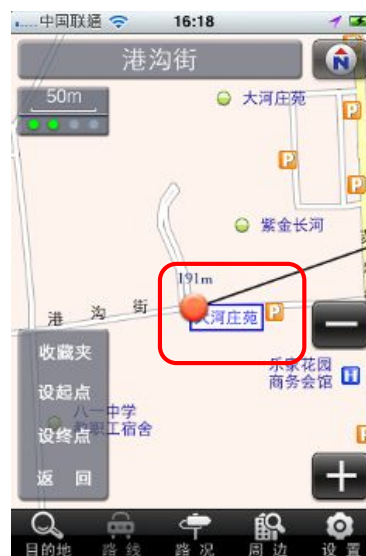 中国联通 16:18
港沟街
N
50m
大河庄苑
P
P
P
紫金长河
191m
大河庄苑
P
港 沟 街
收藏夹
乐家花园
商务会馆
设起点
八一中学
职工宿舍
设终点
P
返 回
目的地 路线 路况 周边 设置